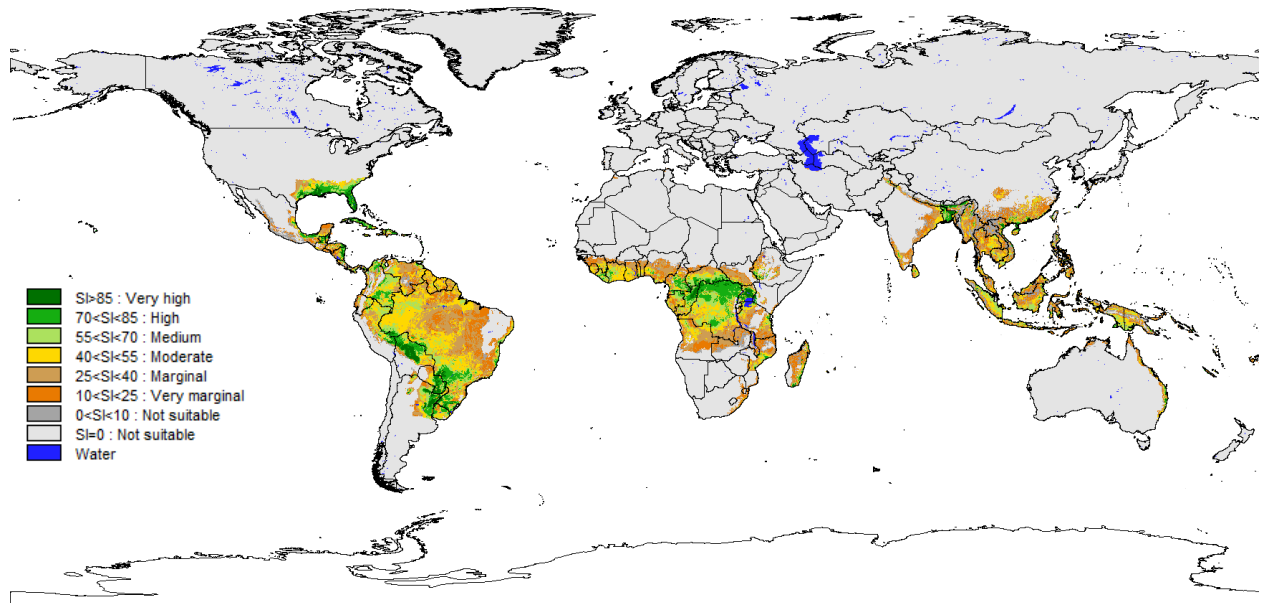 SI>85 : Very high
70<SI<85 : High
55<SI<70 : Medium
40<SI<55 : Moderate
25<SI<40 : Marginal
10<SI<25 : Very marginal
0<SI<10 : Not suitable
SI=0 : Not suitable
Water